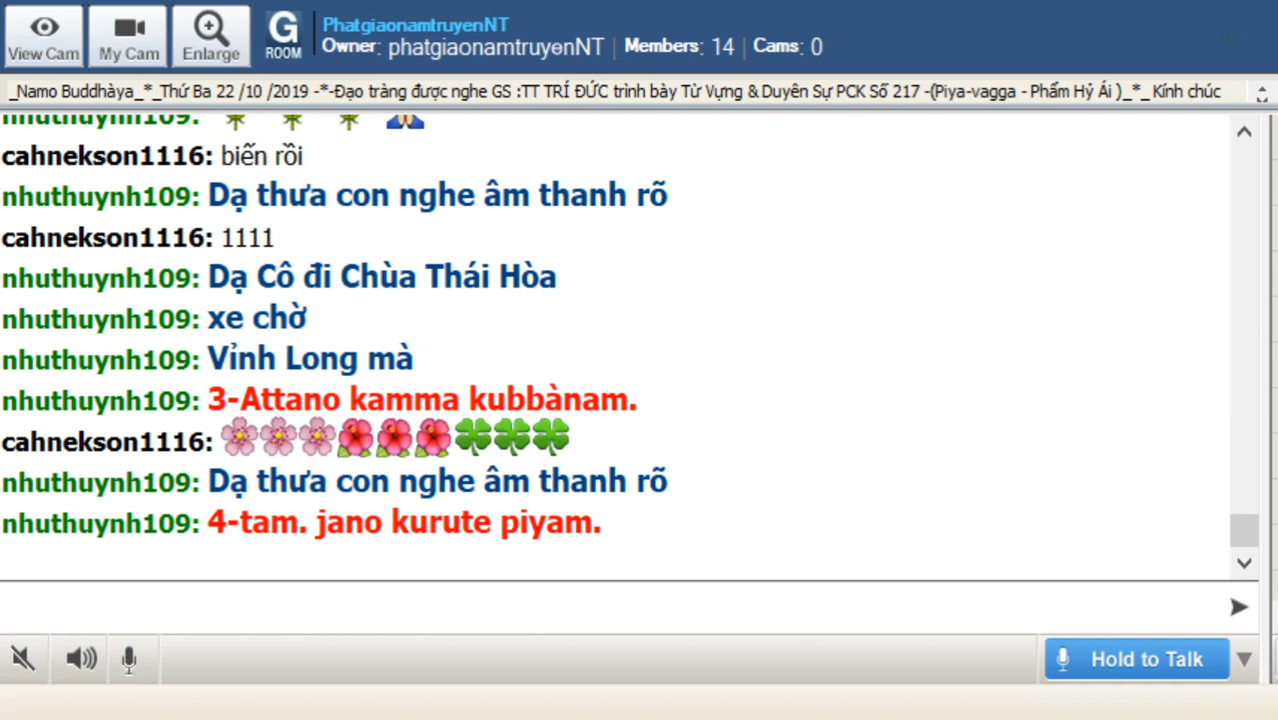 View Cam
My Cam
Enlarge
G ROOM
PhatgiaonamtruyenNT
Owner: phatgiaonamtruyenNT | Members: 14 | Cams: 0
_Namo Buddhàya_*_Thứ Ba 22 /10 /2019 -*-Đạo tràng được nghe GS :TT TRÍ ĐỨC trình bày Từ Vựng & Duyên Sự PCK Số 217 -(Piya-vagga - Phẩm Hỷ Ái )_*_ Kính chúc
nhuthuynh109:
cahnekson1116: biến rồi
nhuthuynh109: Dạ thưa con nghe âm thanh rõ
cahnekson1116: 1111
nhuthuynh109: Dạ Cô đi Chùa Thái Hòa
nhuthuynh109: xe chờ
nhuthuynh109: Vỉnh Long mà
nhuthuynh109: 3-Attano kamma kubbànam.
cahnekson1116: 🌸🌸🌸🌺🌺🌺🍀🍀🍀
nhuthuynh109: Dạ thưa con nghe âm thanh rõ
nhuthuynh109: 4-tam. jano kurute piyam.
Hold to Talk